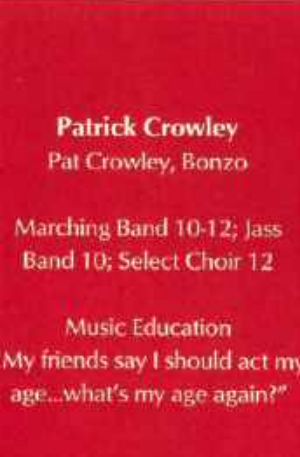 Patrick Crowley
Pat Crowley, Bonzo
Marching Band 10-12; Jass
Band 10; Select Choir 12
Music Education
"My friends say I should act my
age...what's my age again?"